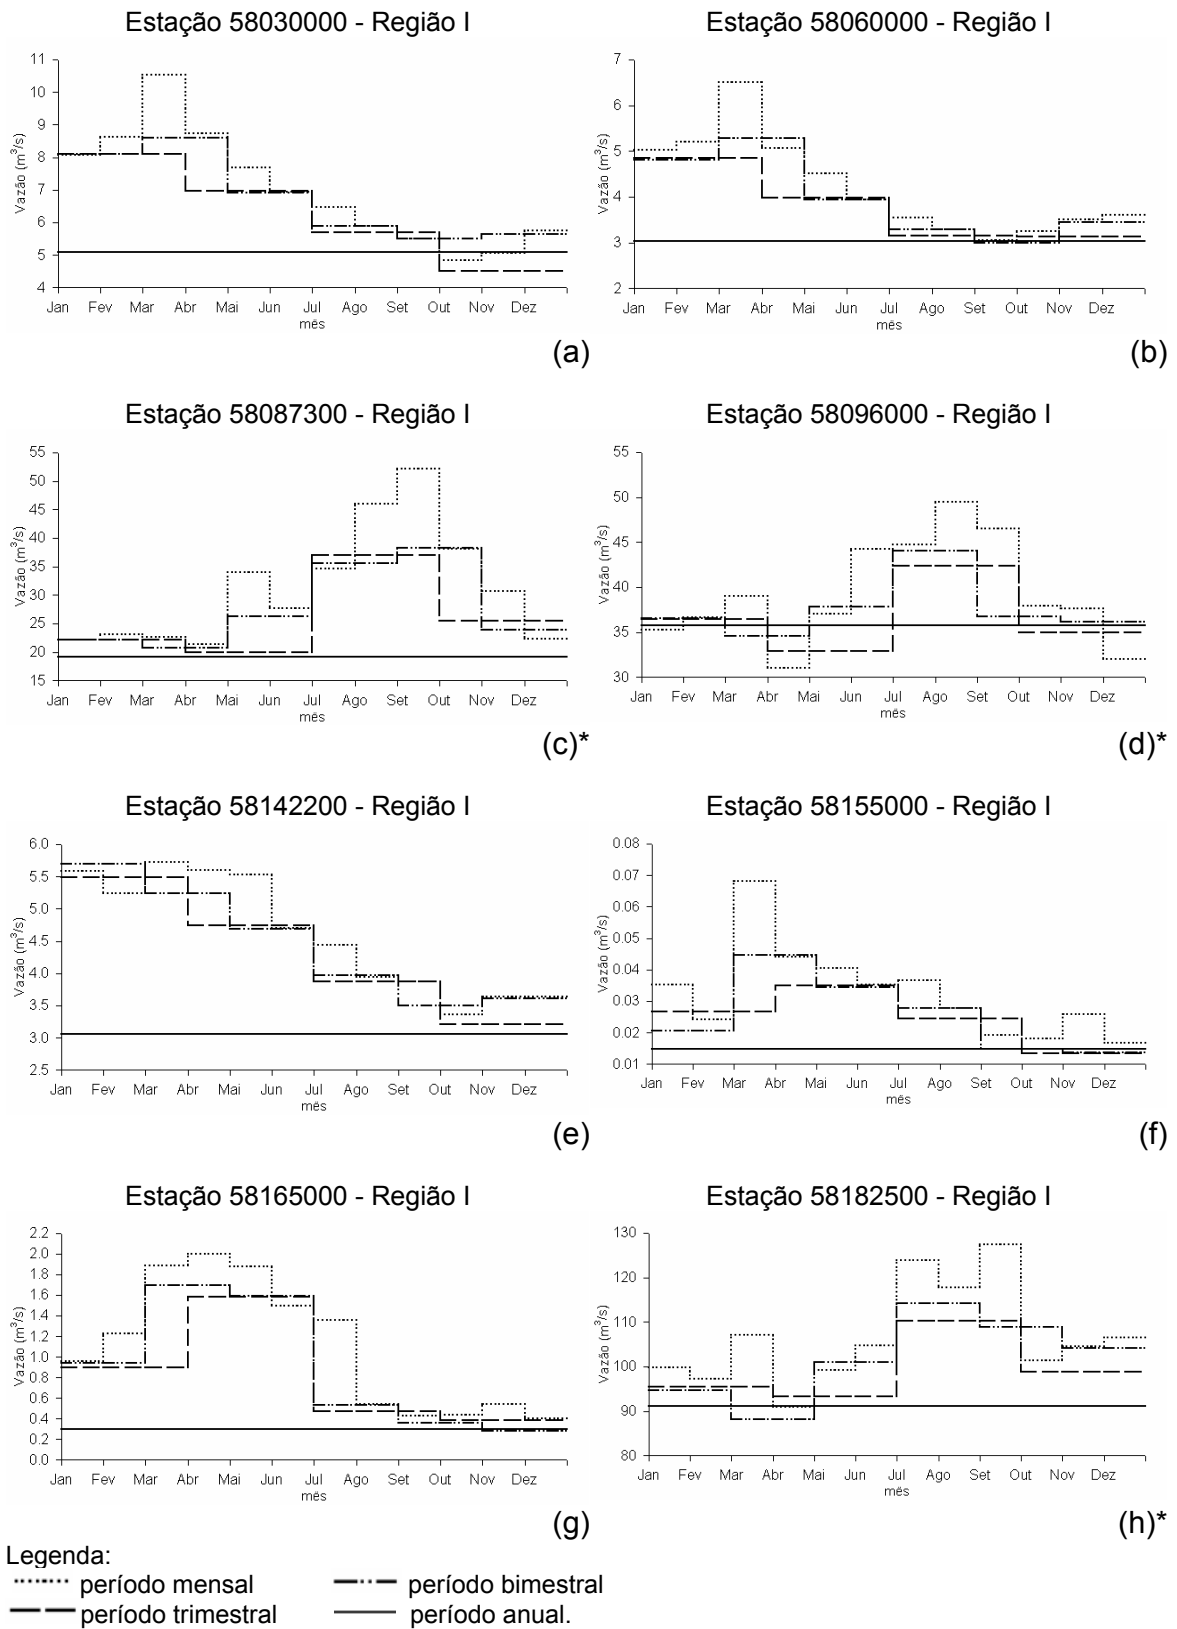 Estação 58030000 - Região I
Estação 58060000 - Região I
11
10
9
8
7
6
5
4
Vazão (m³/s)
Jan Fev Mar Abr Mai Jun Jul Ago Set Out Nov Dez
mês
(a)
7
6
5
4
3
2
Vazão (m³/s)
Jan Fev Mar Abr Mai Jun Jul Ago Set Out Nov Dez
mês
(b)
Estação 58087300 - Região I
Estação 58096000 - Região I
55
50
45
40
35
30
25
20
15
Vazão (m³/s)
Jan Fev Mar Abr Mai Jun Jul Ago Set Out Nov Dez
mês
(c)*
55
50
45
40
35
30
Vazão (m³/s)
Jan Fev Mar Abr Mai Jun Jul Ago Set Out Nov Dez
mês
(d)*
Estação 58142200 - Região I
Estação 58155000 - Região I
6.0
5.5
5.0
4.5
4.0
3.5
3.0
2.5
Vazão (m³/s)
Jan Fev Mar Abr Mai Jun Jul Ago Set Out Nov Dez
mês
(e)
0.08
0.07
0.06
0.05
0.04
0.03
0.02
0.01
Vazão (m³/s)
Jan Fev Mar Abr Mai Jun Jul Ago Set Out Nov Dez
mês
(f)
Estação 58165000 - Região I
Estação 58182500 - Região I
2.2
2.0
1.8
1.6
1.4
1.2
1.0
0.8
0.6
0.4
0.2
0.0
Vazão (m³/s)
Jan Fev Mar Abr Mai Jun Jul Ago Set Out Nov Dez
mês
(g)
130
120
110
100
90
80
Vazão (m³/s)
Jan Fev Mar Abr Mai Jun Jul Ago Set Out Nov Dez
mês
(h)*
Legenda:
período mensal
período bimestral
período trimestral
período anual.